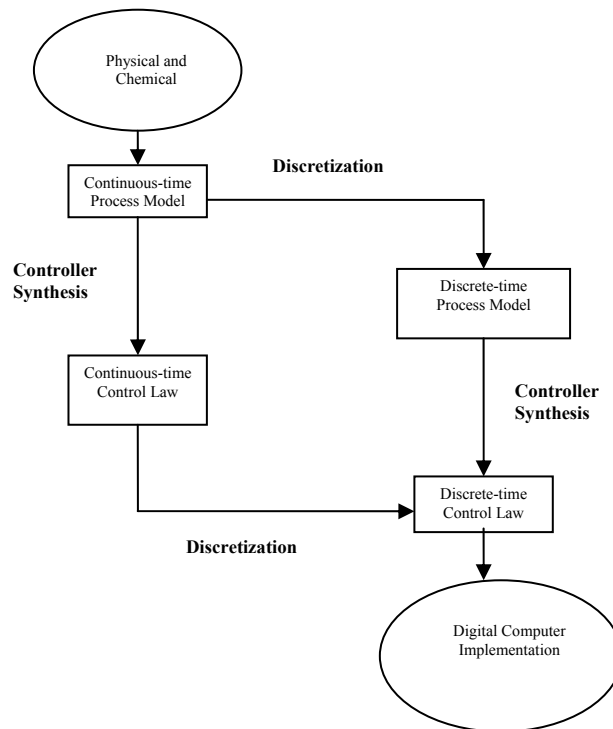 Physical and
Chemical
Discretization
Continuous-time
Process Model
Controller
Synthesis
Discrete-time
Process Model
Continuous-time
Control Law
Controller
Synthesis
Discrete-time
Control Law
Discretization
Digital Computer
Implementation